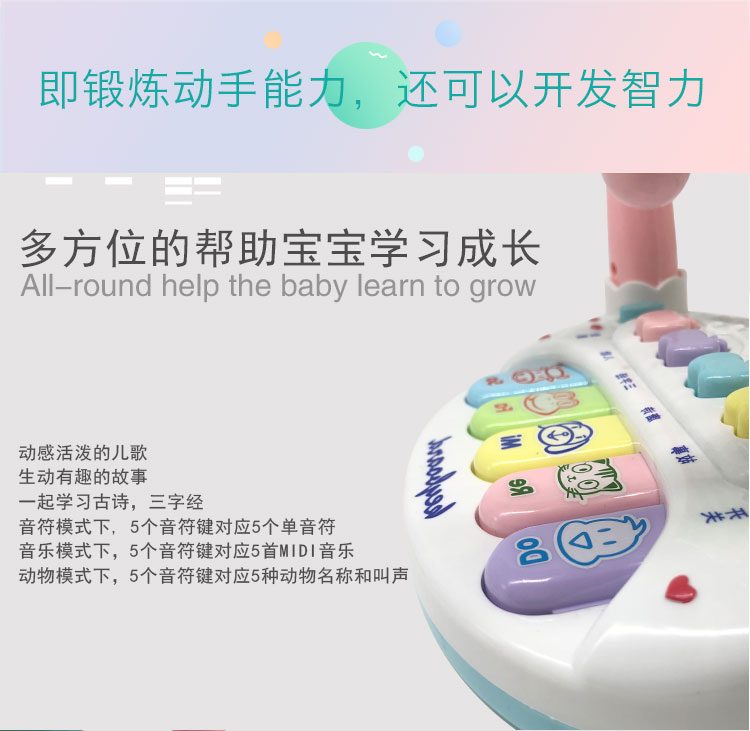 即锻炼动手能力，还可以开发智力
多方位的帮助宝宝学习成长
All-round help the baby learn to grow
动感活泼的儿歌
生动有趣的故事
一起学习古诗，三字经
音符模式下，5个音符键对应5个单音符
音乐模式下，5个音符键对应5首MIDI音乐
动物模式下，5个音符键对应5种动物名称和叫声
Mi
Re
Do
开关